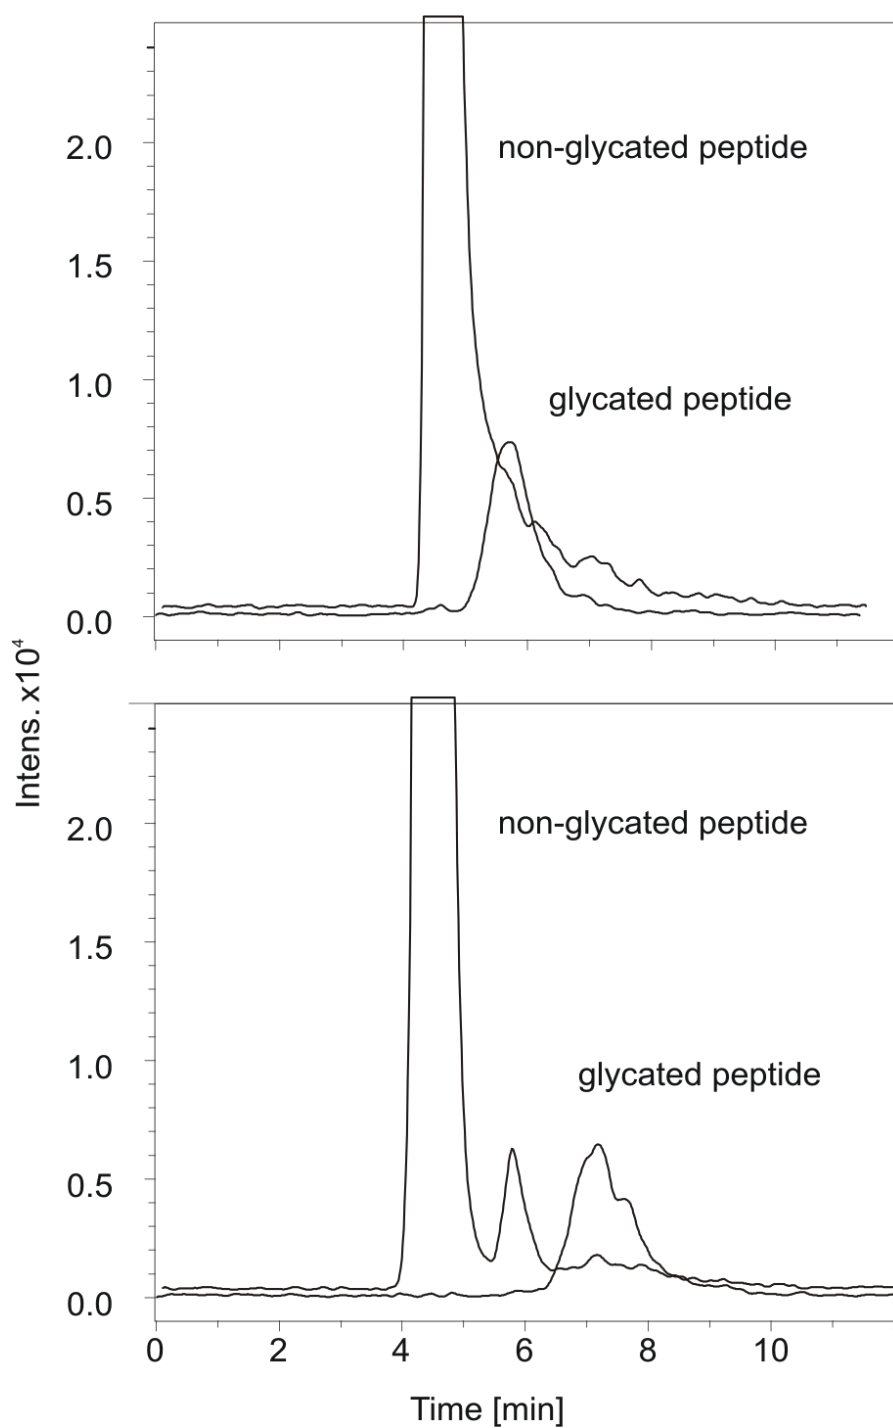 2.0
non-glycated peptide
1.5
1.0
glycated peptide
0.5
0.0
Intens. x10⁴
2.0
non-glycated peptide
1.5
1.0
glycated peptide
0.5
0.0
0 2 4 6 8 10
Time [min]